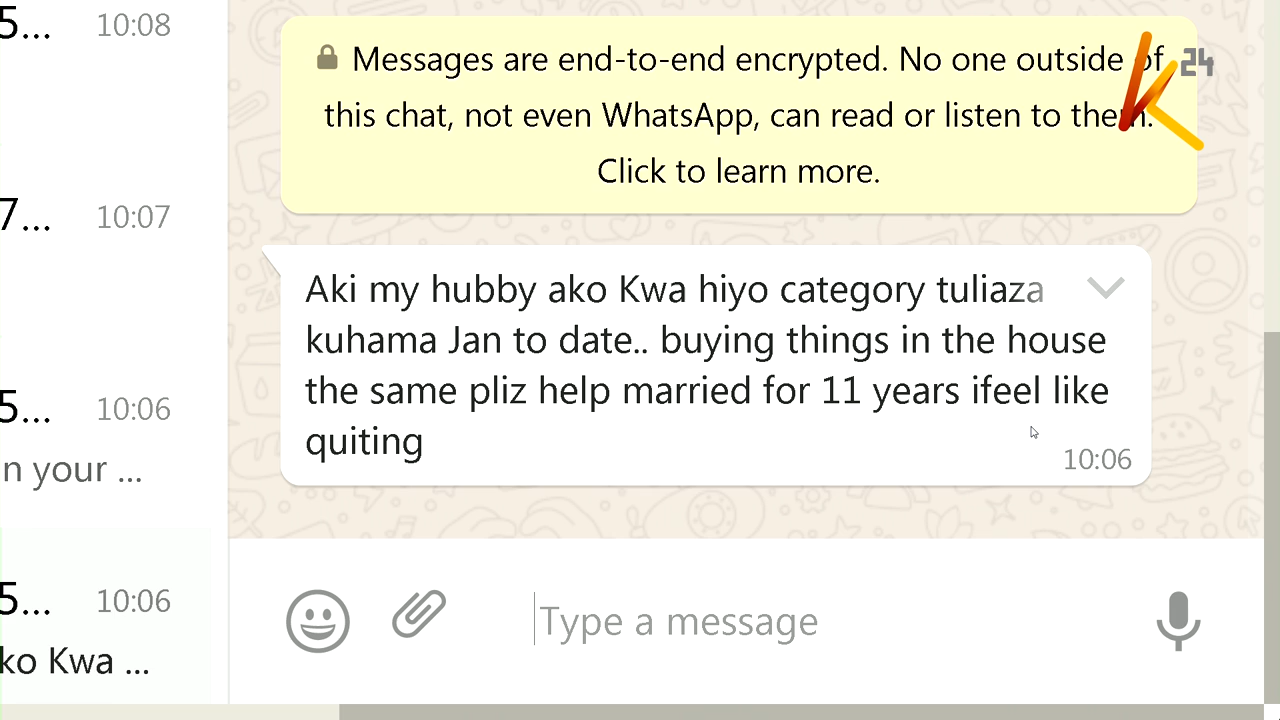 5... 10:08
7... 10:07
5... 10:06
n your ...
5... 10:06
ko Kwa ...
Messages are end-to-end encrypted. No one outside of
this chat, not even WhatsApp, can read or listen to them.
Click to learn more.
K24
Aki my hubby ako Kwa hiyo category tuliaza
kuhama Jan to date.. buying things in the house
the same pliz help married for 11 years ifeel like
quiting
10:06
Type a message